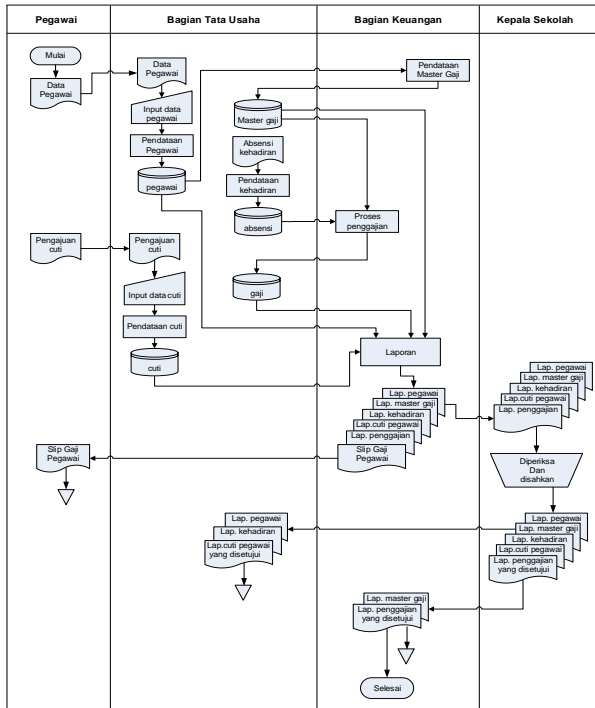 Pegawai
Bagian Tata Usaha
Bagian Keuangan
Kepala Sekolah
Mulai
Data
Pegawai
Data
Pegawai
Input data
pegawai
Pendataan
Pegawai
pegawai
Pendataan
Master Gaji
Master gaji
Absensi
kehadiran
Pendataan
kehadiran
absensi
Proses
penggajian
gaji
Pengajuan
cuti
Pengajuan
cuti
Input data cuti
Pendataan cuti
cuti
Laporan
Lap. pegawai
Lap. master gaji
Lap. kehadiran
Lap.cuti pegawai
Lap. penggajian
Slip Gaji
Pegawai
Lap. pegawai
Lap. master gaji
Lap. kehadiran
Lap.cuti pegawai
Lap. penggajian
Slip Gaji
Pegawai
Diperiksa
Dan
disahkan
Lap. pegawai
Lap. master gaji
Lap. kehadiran
Lap.cuti pegawai
Lap. penggajian
yang disetujui
Lap. pegawai
Lap. kehadiran
Lap.cuti pegawai
yang disetujui
Lap. master gaji
Lap. penggajian
yang disetujui
Selesai